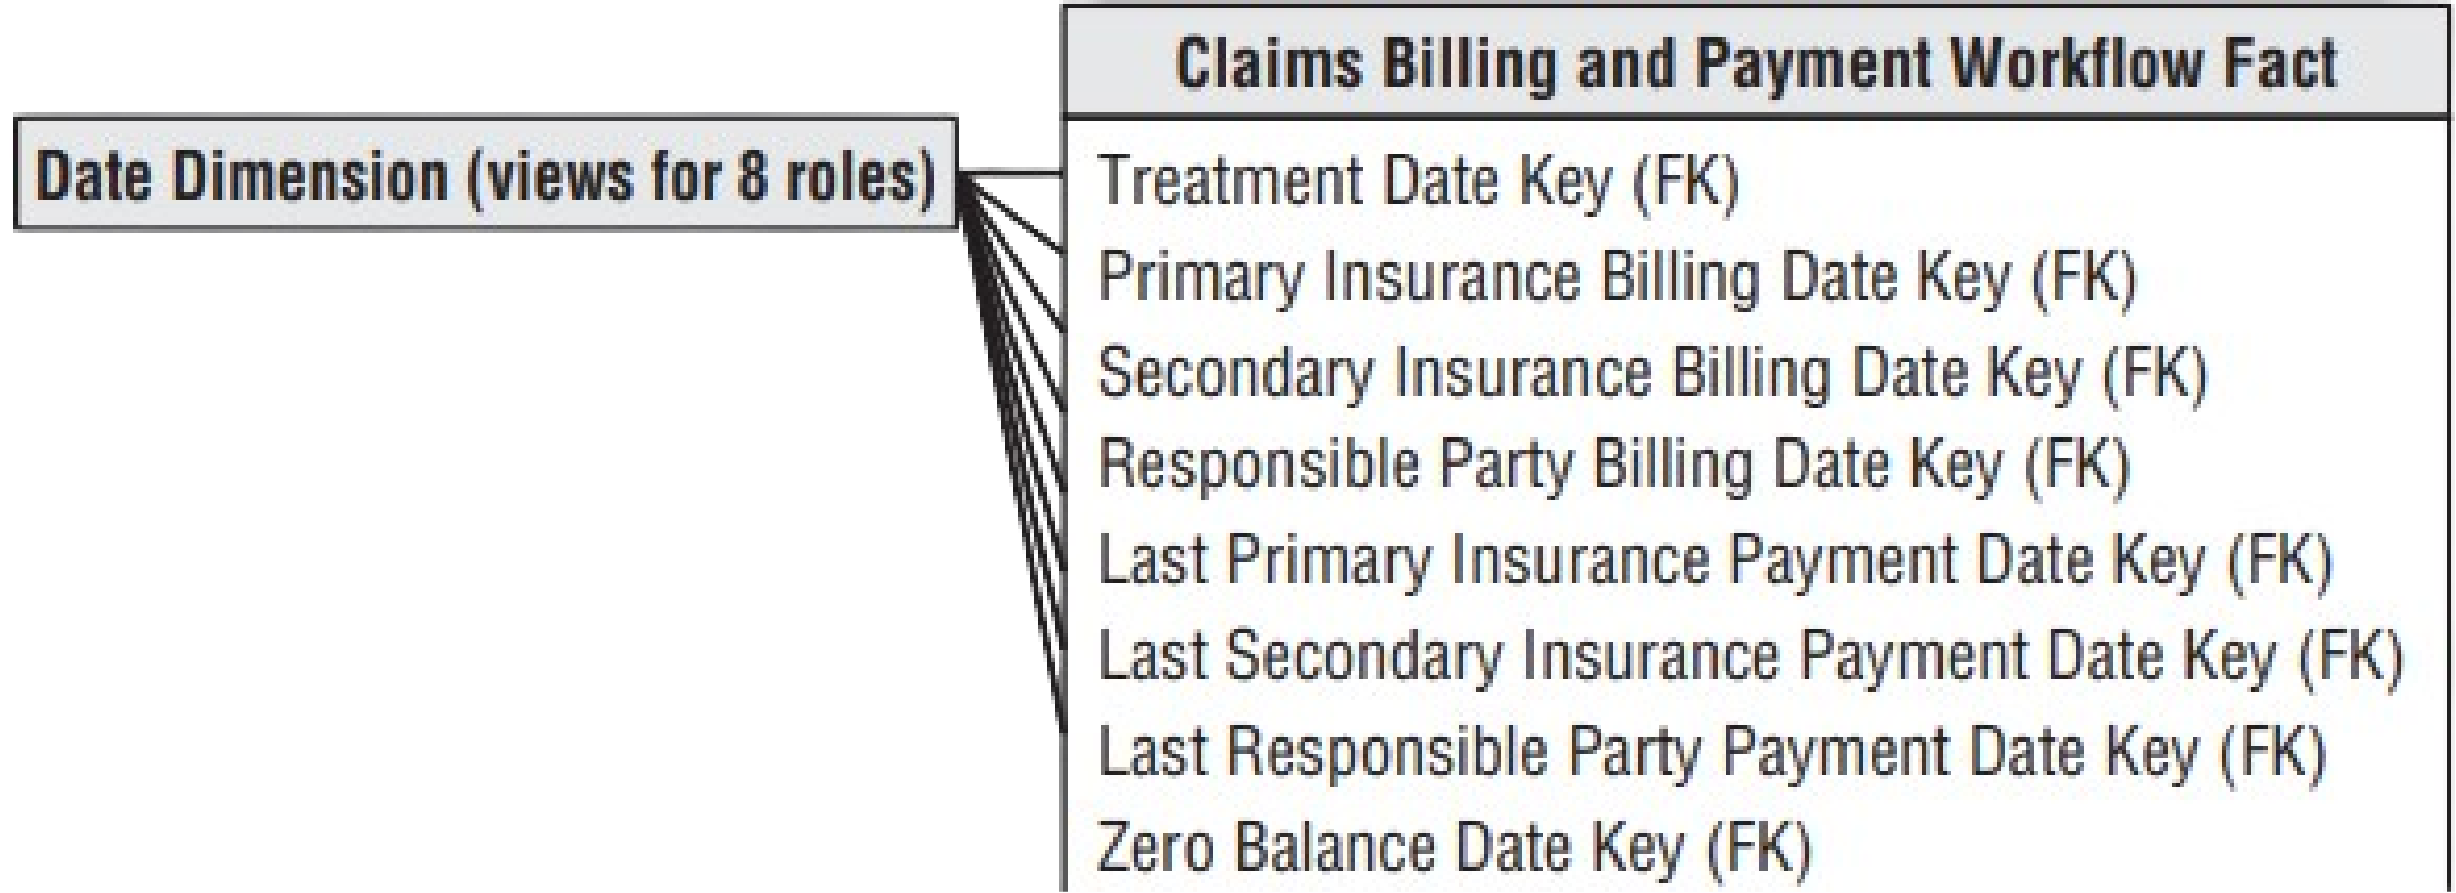 Claims Billing and Payment Workflow Fact
Date Dimension (views for 8 roles)
Treatment Date Key (FK)
Primary Insurance Billing Date Key (FK)
Secondary Insurance Billing Date Key (FK)
Responsible Party Billing Date Key (FK)
Last Primary Insurance Payment Date Key (FK)
Last Secondary Insurance Payment Date Key (FK)
Last Responsible Party Payment Date Key (FK)
Zero Balance Date Key (FK)